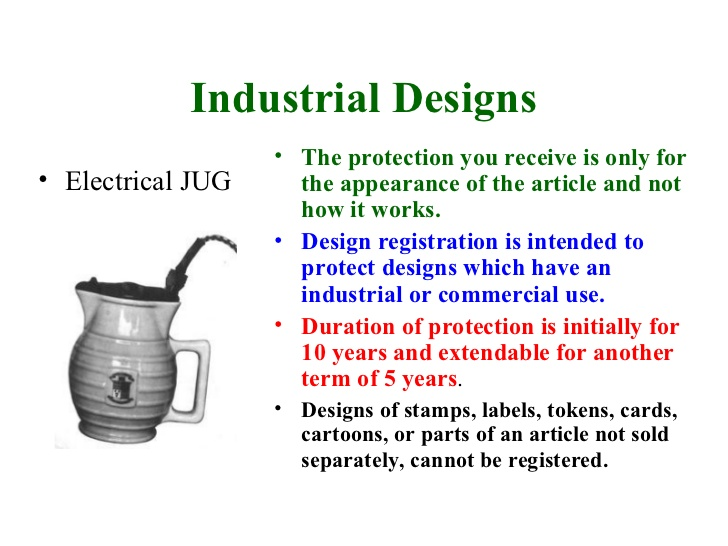 Industrial Designs
• Electrical JUG
• The protection you receive is only for
the appearance of the article and not
how it works.
• Design registration is intended to
protect designs which have an
industrial or commercial use.
• Duration of protection is initially for
10 years and extendable for another
term of 5 years.
• Designs of stamps, labels, tokens, cards,
cartoons, or parts of an article not sold
separately, cannot be registered.